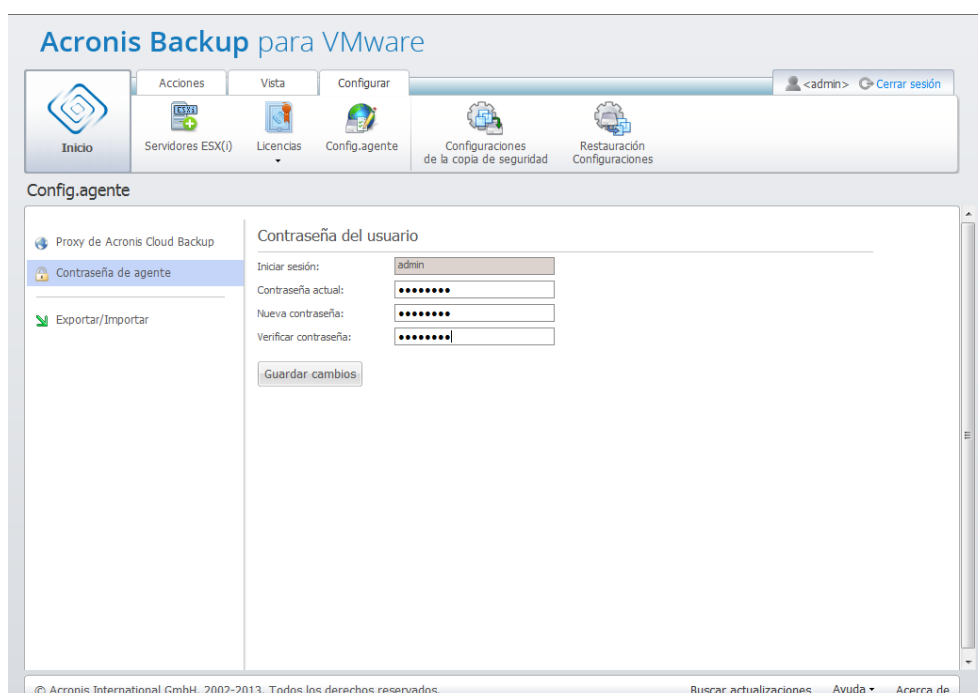 Acronis Backup para VMware
Acciones
Vista
Configurar
<admin>
Cerrar sesión
Inicio
ESXi
Servidores ESX(i)
Licencias
Config.agente
Configuraciones
de la copia de seguridad
Restauración
Configuraciones
Config.agente
Proxy de Acronis Cloud Backup
Contraseña de agente
Exportar/Importar
Contraseña del usuario
Iniciar sesión:
admin
Contraseña actual:
••••••••
Nueva contraseña:
••••••••
Verificar contraseña:
••••••••
Guardar cambios
© Acronis International GmbH, 2002-2013. Todos los derechos reservados.
Buscar actualizaciones
Ayuda
Acerca de